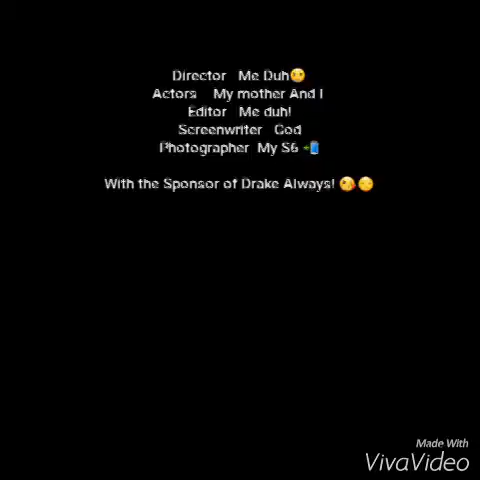 Director Me Duh😬
Actors My mother And I
Editor Me duh!
Screenwriter God
Photographer My S6 📲
With the Sponsor of Drake Always! 😘😏
Made With
VivaVideo